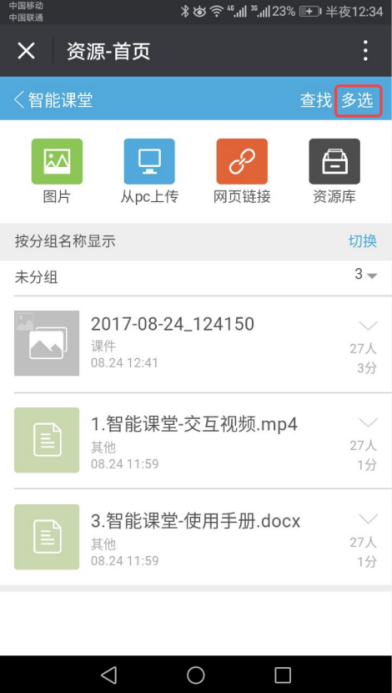 中国移动
中国联通
4G 3G 23% 半夜12:34
资源-首页
智能课堂 查找 多选
图片 从pc上传 网页链接 资源库
按分组名称显示 切换
未分组 3
2017-08-24_124150
课件 27人
08.24 12:41 3分
1.智能课堂-交互视频.mp4
其他 27人
08.24 11:59 1分
3.智能课堂-使用手册.docx
其他 27人
08.24 11:59 1分